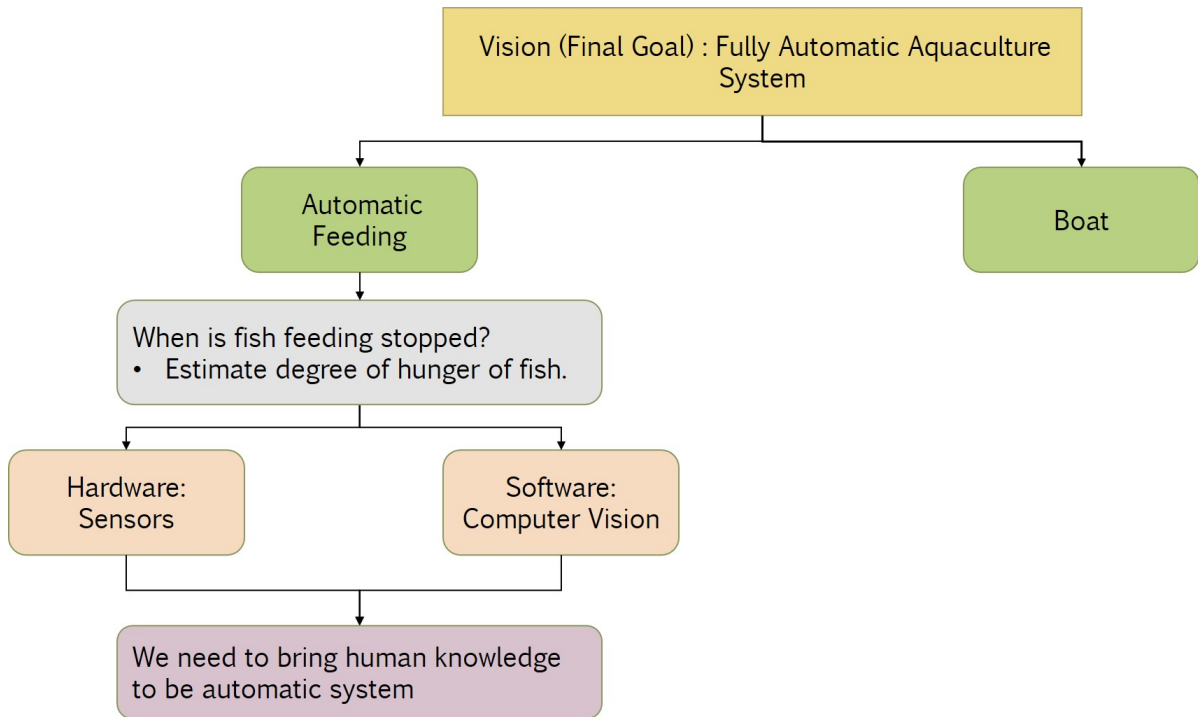 Vision (Final Goal) : Fully Automatic Aquaculture
System
Automatic
Feeding
Boat
When is fish feeding stopped?
• Estimate degree of hunger of fish.
Hardware:
Sensors
Software:
Computer Vision
We need to bring human knowledge
to be automatic system